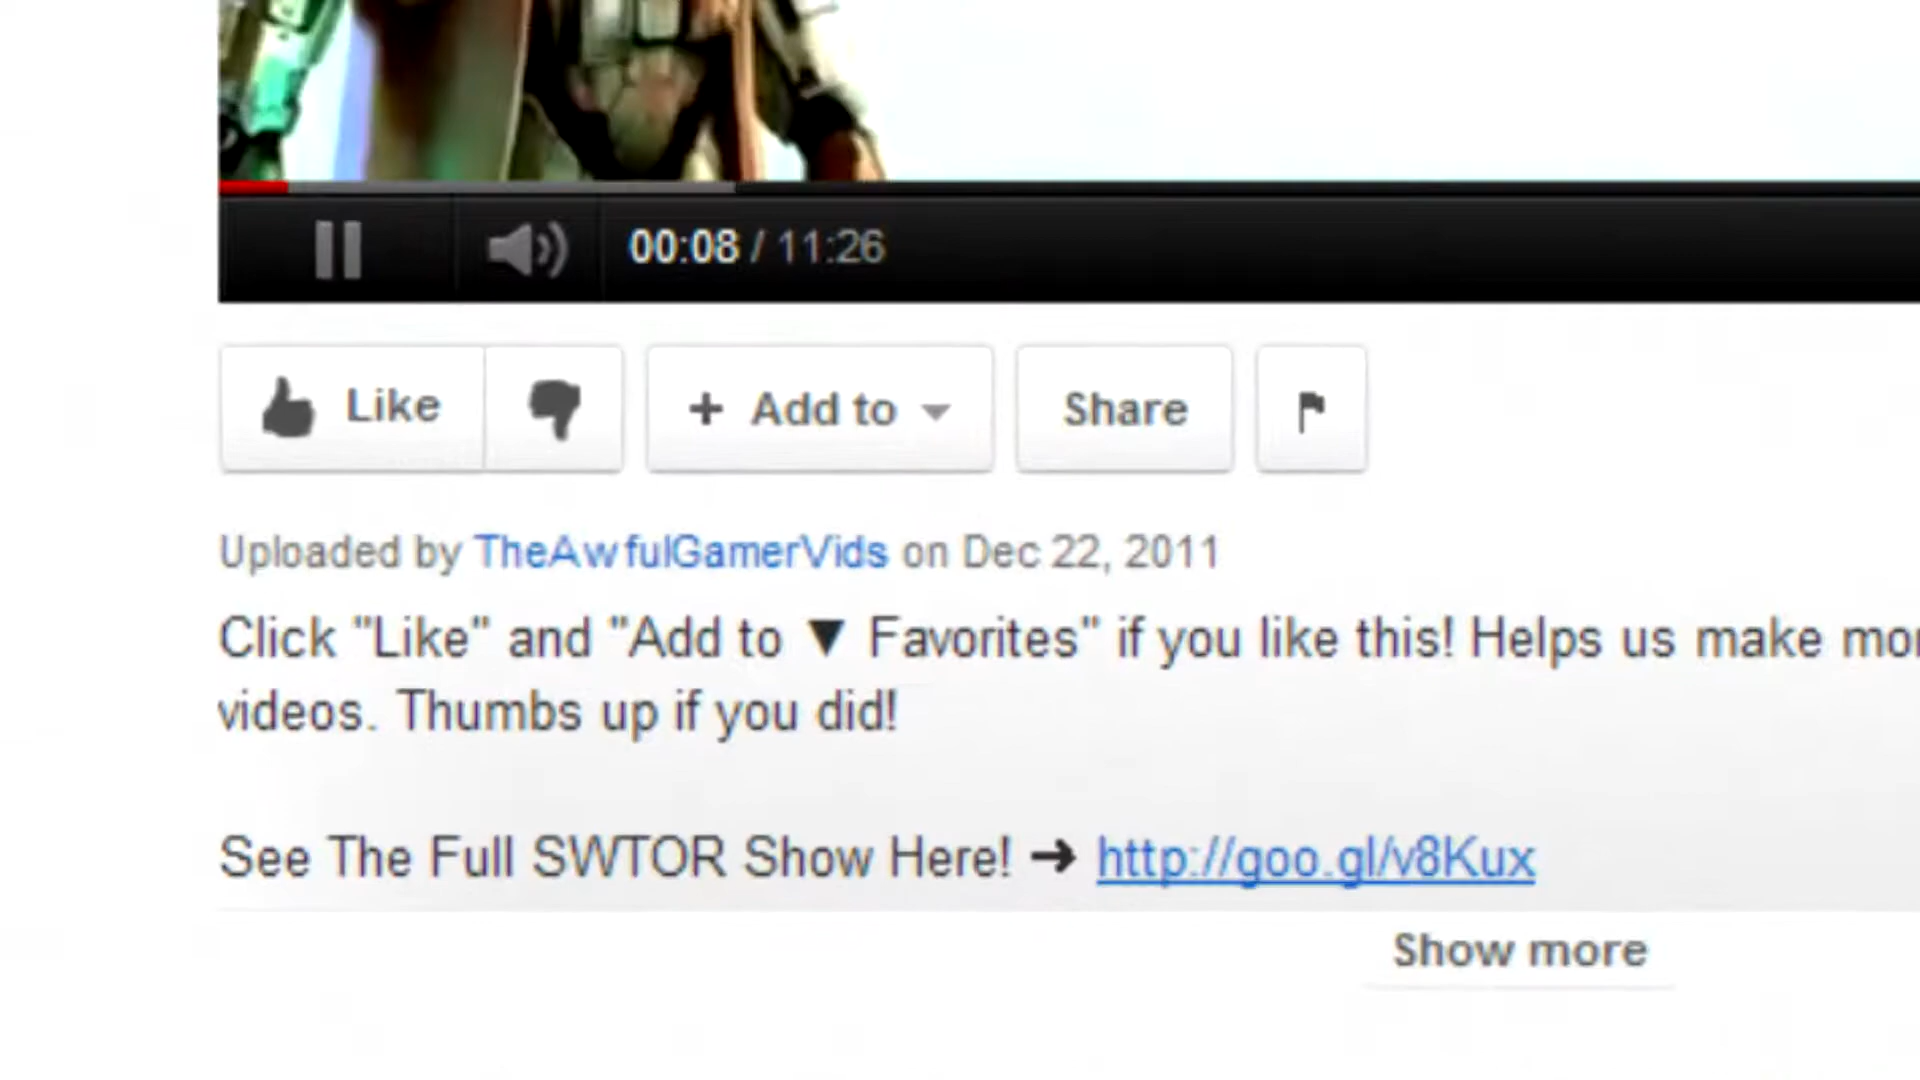 00:08 / 11:26
Like
+ Add to
Share
Uploaded by TheAwfulGamerVids on Dec 22, 2011
Click "Like" and "Add to ▼ Favorites" if you like this! Helps us make
videos. Thumbs up if you did!
See The Full SWTOR Show Here! ➜ http://goo.gl/v8Kux
Show more